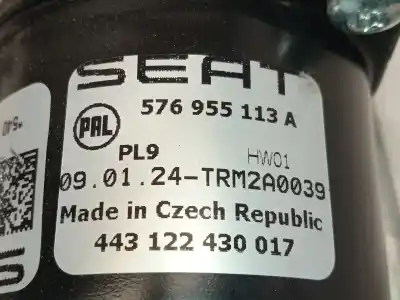 SEAT
576 955 113 A
PAL
PL9 HW01
09.01.24-TRM2A0039
Made in Czech Republic
443 122 430 017